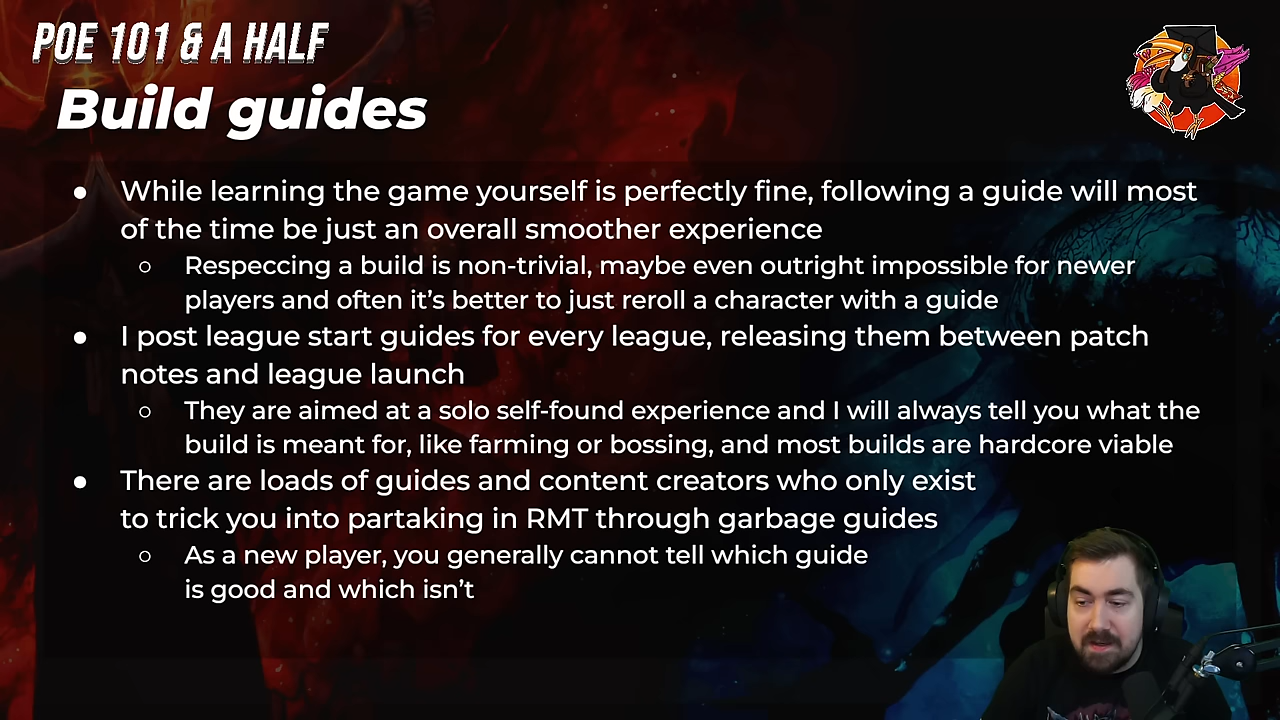 POE 101 & A HALF
Build guides
● While learning the game yourself is perfectly fine, following a guide will most
of the time be just an overall smoother experience
○ Respeccing a build is non-trivial, maybe even outright impossible for newer
players and often it’s better to just reroll a character with a guide
● I post league start guides for every league, releasing them between patch
notes and league launch
○ They are aimed at a solo self-found experience and I will always tell you what the
build is meant for, like farming or bossing, and most builds are hardcore viable
● There are loads of guides and content creators who only exist
to trick you into partaking in RMT through garbage guides
○ As a new player, you generally cannot tell which guide
is good and which isn’t